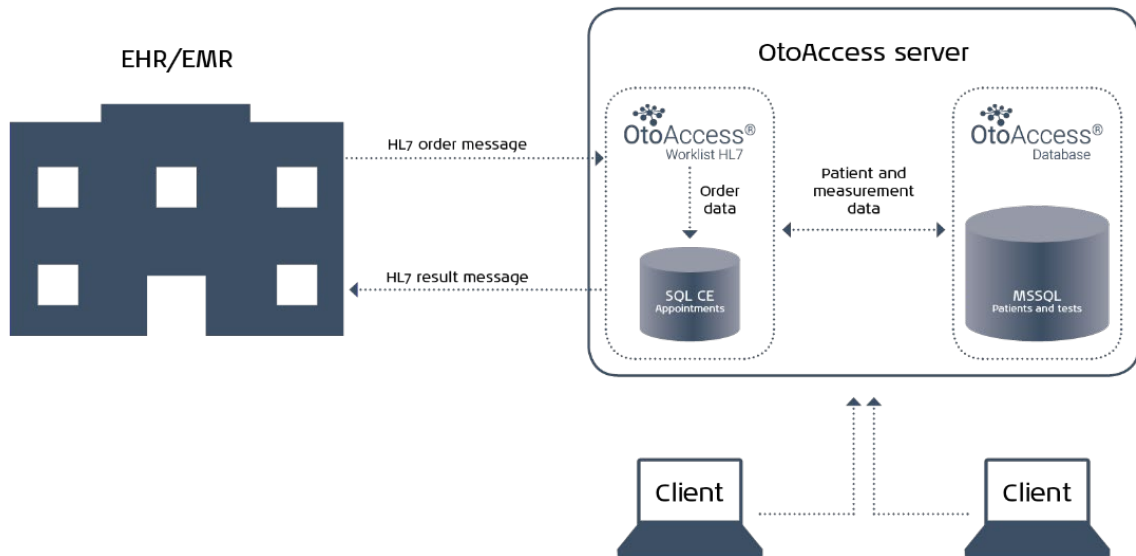 EHR/EMR
OtoAccess server
HL7 order message
OtoAccess®
Worklist HL7
Order
data
SQL CE
Appointments
Patient and
measurement
data
OtoAccess®
Database
MSSQL
Patients and tests
HL7 result message
Client
Client